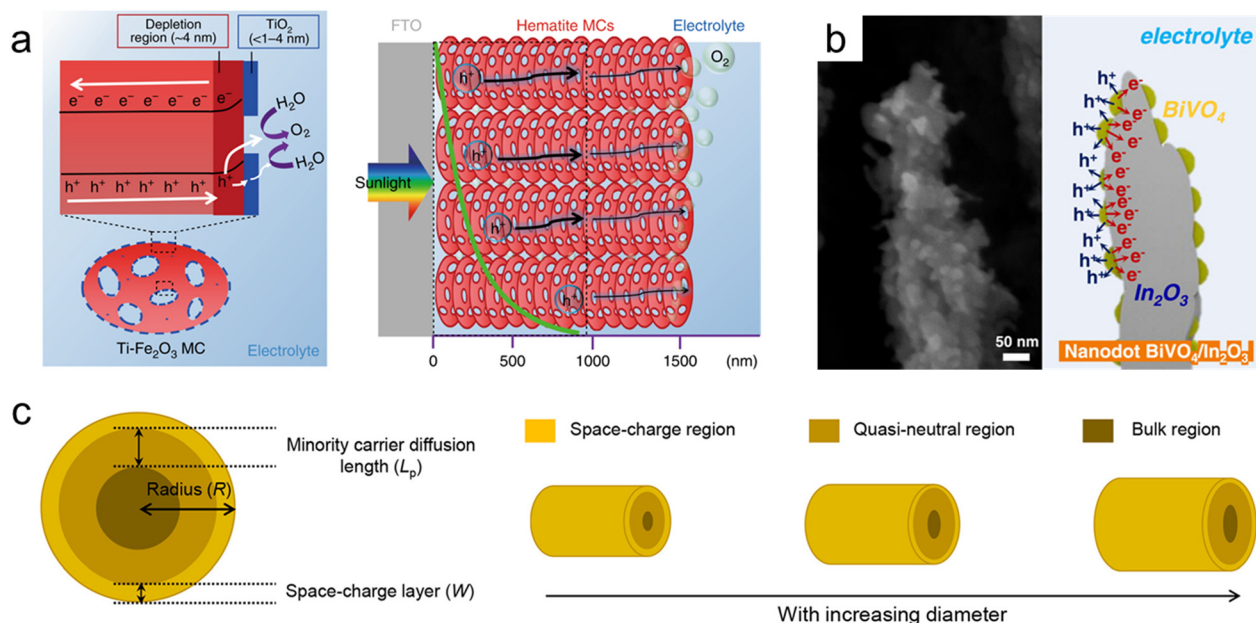 a
Depletion
region (~4 nm)
TiO2
(<1–4 nm)
e- e- e- e- e- e- e-
H2O
O2
H2O
h+ h+ h+ h+ h+ h+ h+
Ti-Fe2O3 MC
Electrolyte
FTO
Hematite MCs
Electrolyte
O2
h+
h+
h+
h+
Sunlight
0 500 1000 1500 (nm)
b
50 nm
electrolyte
BiVO4
h+ h+ h+ h+ h+ h+ h+ h+ h+
e- e- e- e- e- e- e- e- e- e-
In2O3
Nanodot BiVO4/In2O3
c
Minority carrier diffusion
length (Lp)
Radius (R)
Space-charge layer (W)
Space-charge region
Quasi-neutral region
Bulk region
With increasing diameter